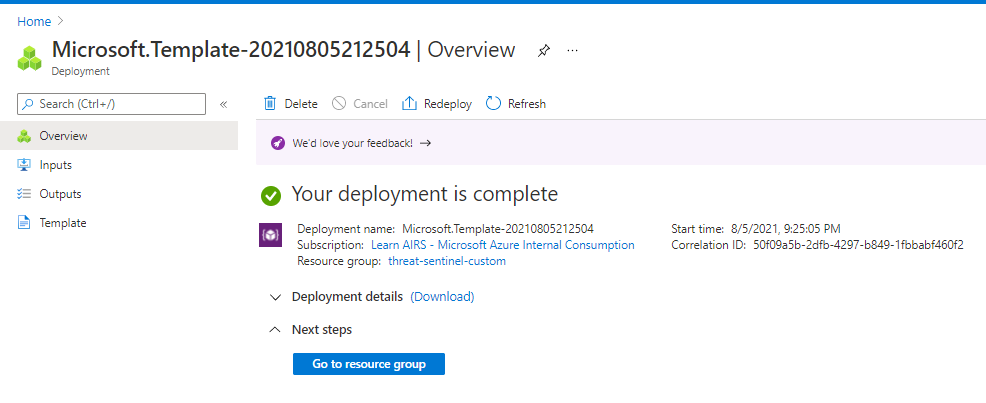 Home
Microsoft.Template-20210805212504 | Overview
Deployment
Search (Ctrl+/)
Overview
Inputs
Outputs
Template
Delete
Cancel
Redeploy
Refresh
We'd love your feedback!
Your deployment is complete
Deployment name: Microsoft.Template-20210805212504
Subscription: Learn AIRS - Microsoft Azure Internal Consumption
Resource group: threat-sentinel-custom
Start time: 8/5/2021, 9:25:05 PM
Correlation ID: 50f09a5b-2dfb-4297-b849-1fbbabf460f2
Deployment details (Download)
Next steps
Go to resource group